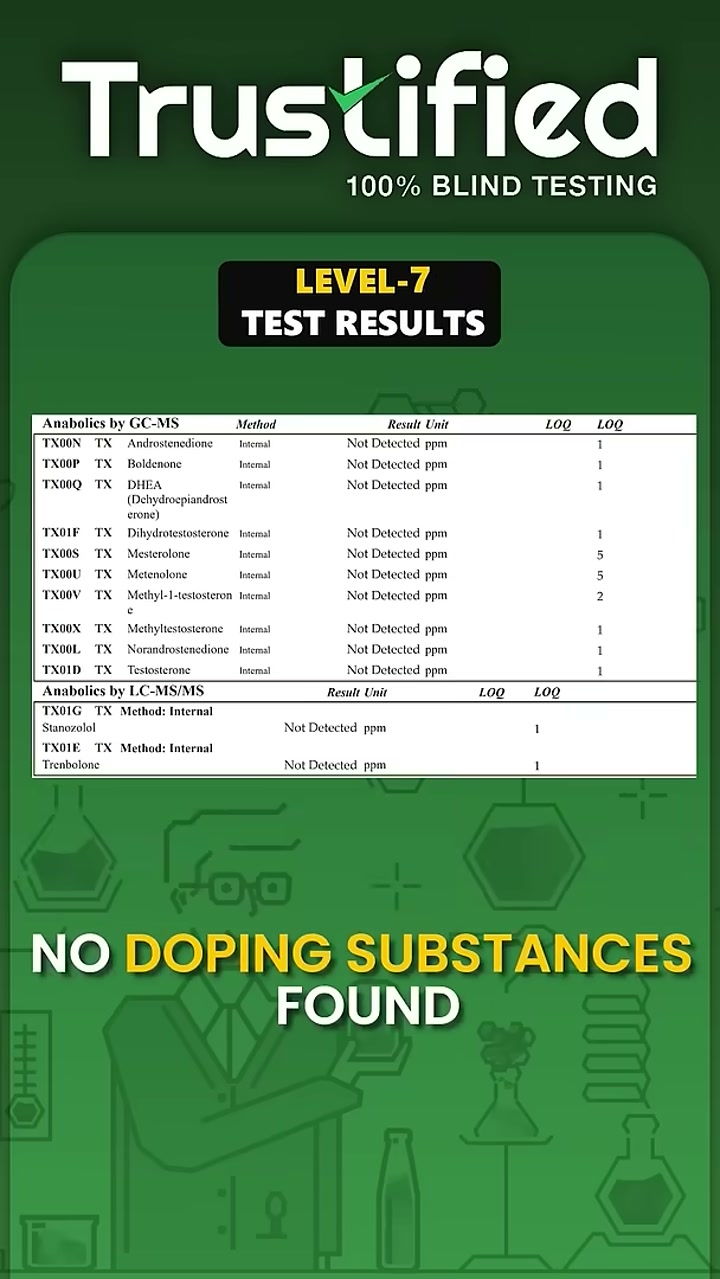 Trustified
100% BLIND TESTING
LEVEL-7
TEST RESULTS
Anabolics by GC-MS Method Result Unit LOQ LOQ
TX00N TX Androstenedione Internal Not Detected ppm 1
TX00P TX Boldenone Internal Not Detected ppm 1
TX00Q TX DHEA Internal Not Detected ppm 1
(Dehydroepiandrost
erone)
TX01F TX Dihydrotestosterone Internal Not Detected ppm 1
TX00S TX Mesterolone Internal Not Detected ppm 5
TX00U TX Metenolone Internal Not Detected ppm 5
TX00V TX Methyl-1-testosteron Internal Not Detected ppm 2
e
TX00X TX Methyltestosterone Internal Not Detected ppm 1
TX00L TX Norandrostenedione Internal Not Detected ppm 1
TX01D TX Testosterone Internal Not Detected ppm 1
Anabolics by LC-MS/MS Result Unit LOQ LOQ
TX01G TX Method: Internal
Stanozolol Not Detected ppm 1
TX01E TX Method: Internal
Trenbolone Not Detected ppm 1
NO DOPING SUBSTANCES
FOUND